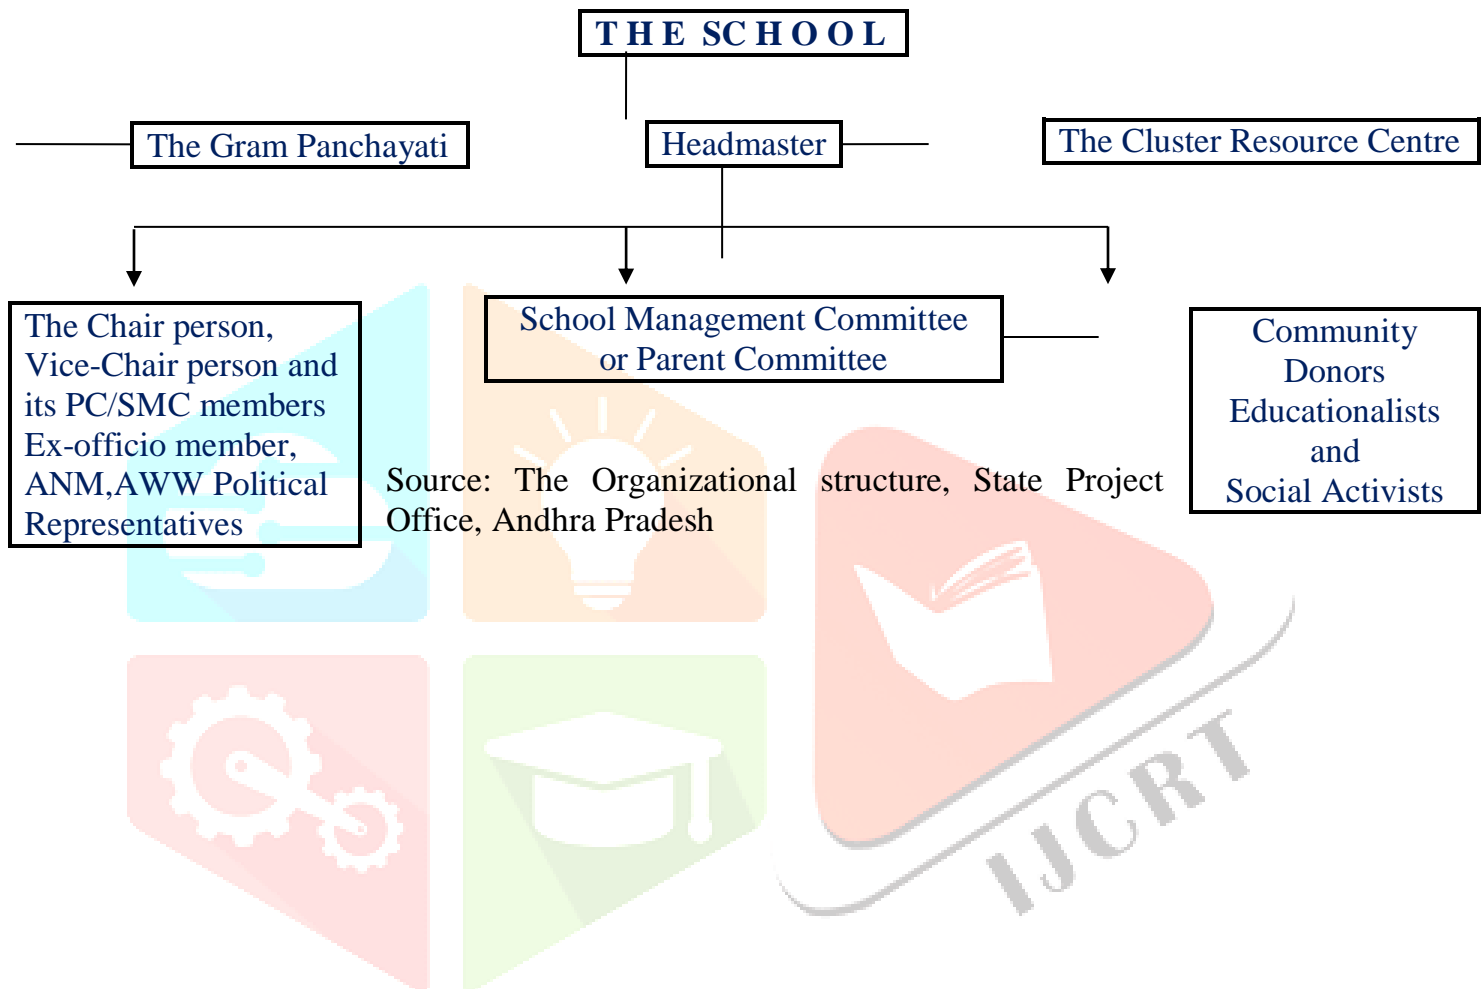 THE SCHOOL
The Gram Panchayati
Headmaster
The Cluster Resource Centre
The Chair person,
Vice-Chair person and
its PC/SMC members
Ex-officio member,
ANM,AWW Political
Representatives
School Management Committee
or Parent Committee
Community
Donors
Educationalists
and
Social Activists
Source: The Organizational structure, State Project
Office, Andhra Pradesh
IJCRT